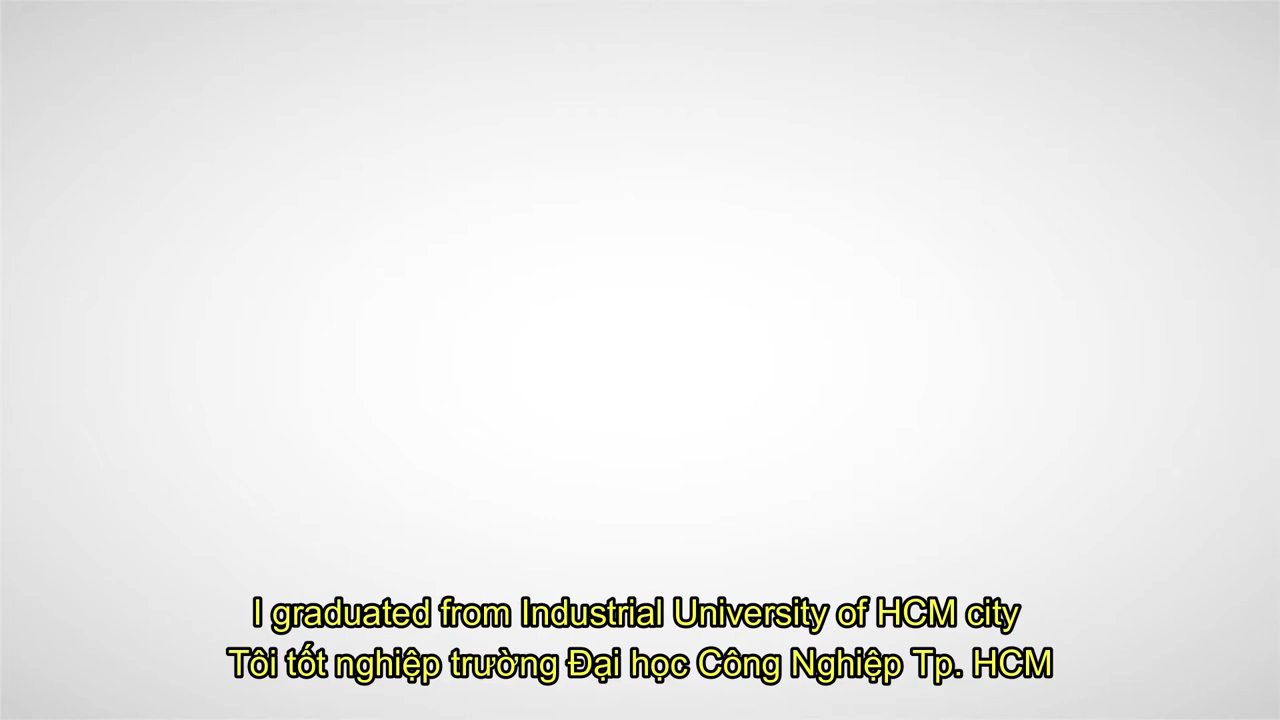 I graduated from Industrial University of HCM city
Tôi tốt nghiệp trường Đại học Công Nghiệp Tp. HCM